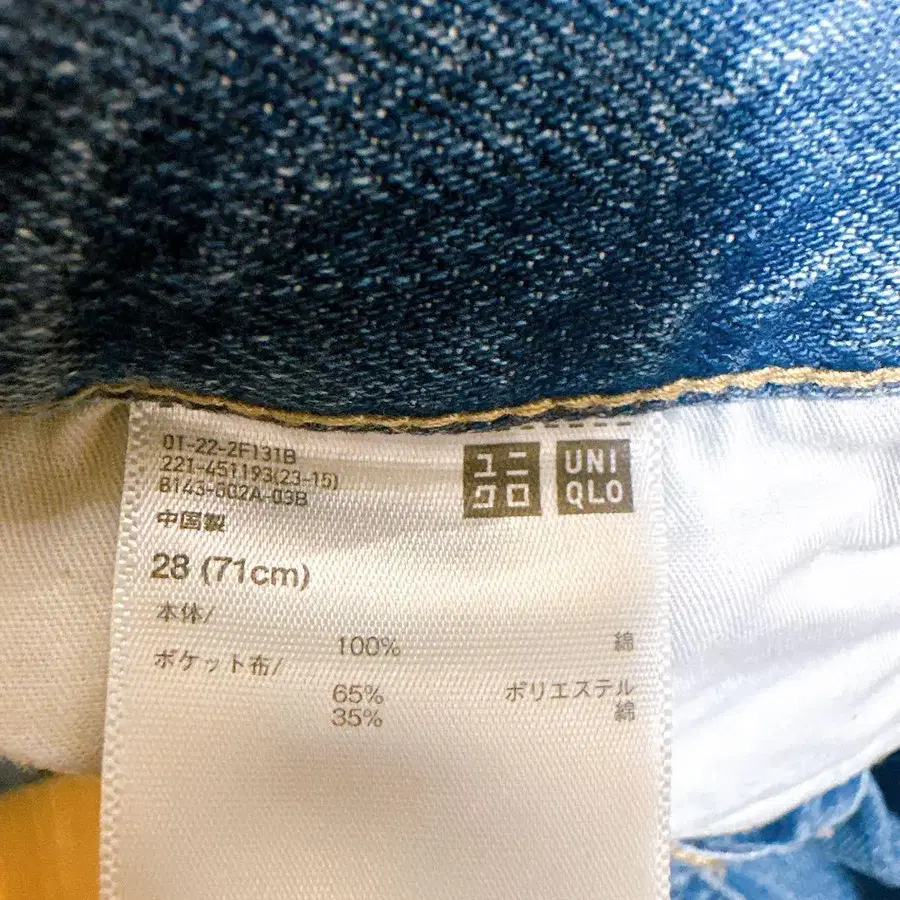 01-22-2F131B
221-451193(23-15)
B143-002A-03B
中国製
28 (71cm)
本体/
100% 綿
ポケット布/
65% ポリエステル
35% 綿
ユニ
クロ
UNI
QLO